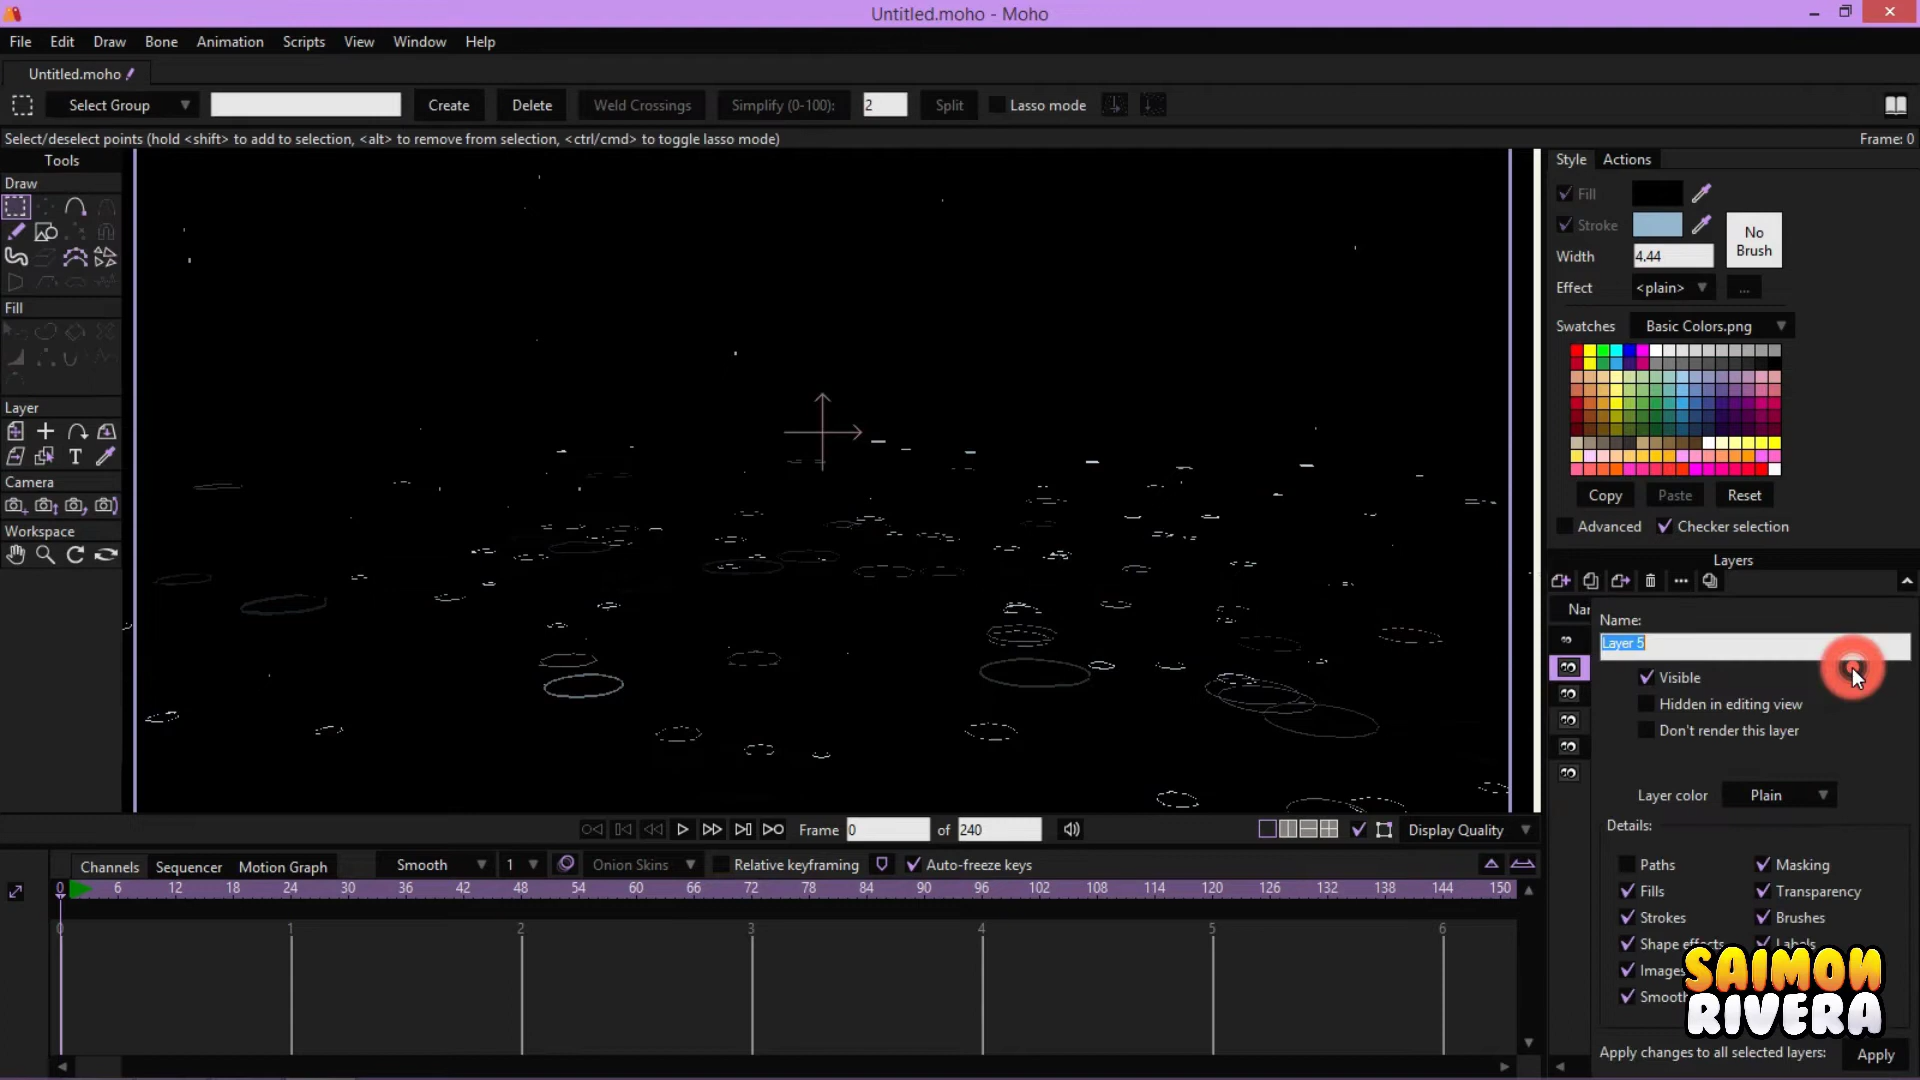 Untitled.moho - Moho
File Edit Draw Bone Animation Scripts View Window Help
Untitled.moho
Select Group Create Delete Weld Crossings Simplify (0-100): 2 Split Lasso mode
Select/deselect points (hold <shift> to add to selection, <alt> to remove from selection, <ctrl/cmd> to toggle lasso mode) Frame: 0
Tools
Draw
Fill
Layer
T
Camera
Workspace
Style Actions
Fill
Stroke
No Brush
Width 4.44
Effect <plain> ...
Swatches Basic Colors.png
Copy Paste Reset
Advanced Checker selection
Layers
Name:
Layer 5
Visible
Hidden in editing view
Don't render this layer
Layer color Plain
Details:
Paths Masking
Fills Transparency
Strokes Brushes
Shape effects Labels
Images
Smooth
SAIMON
RIVERA
Apply changes to all selected layers: Apply
Frame 0 of 240 Display Quality
Channels Sequencer Motion Graph Smooth 1 Onion Skins Relative keyframing Auto-freeze keys
0 6 12 18 24 30 36 42 48 54 60 66 72 78 84 90 96 102 108 114 120 126 132 138 144 150
0 1 2 3 4 5 6